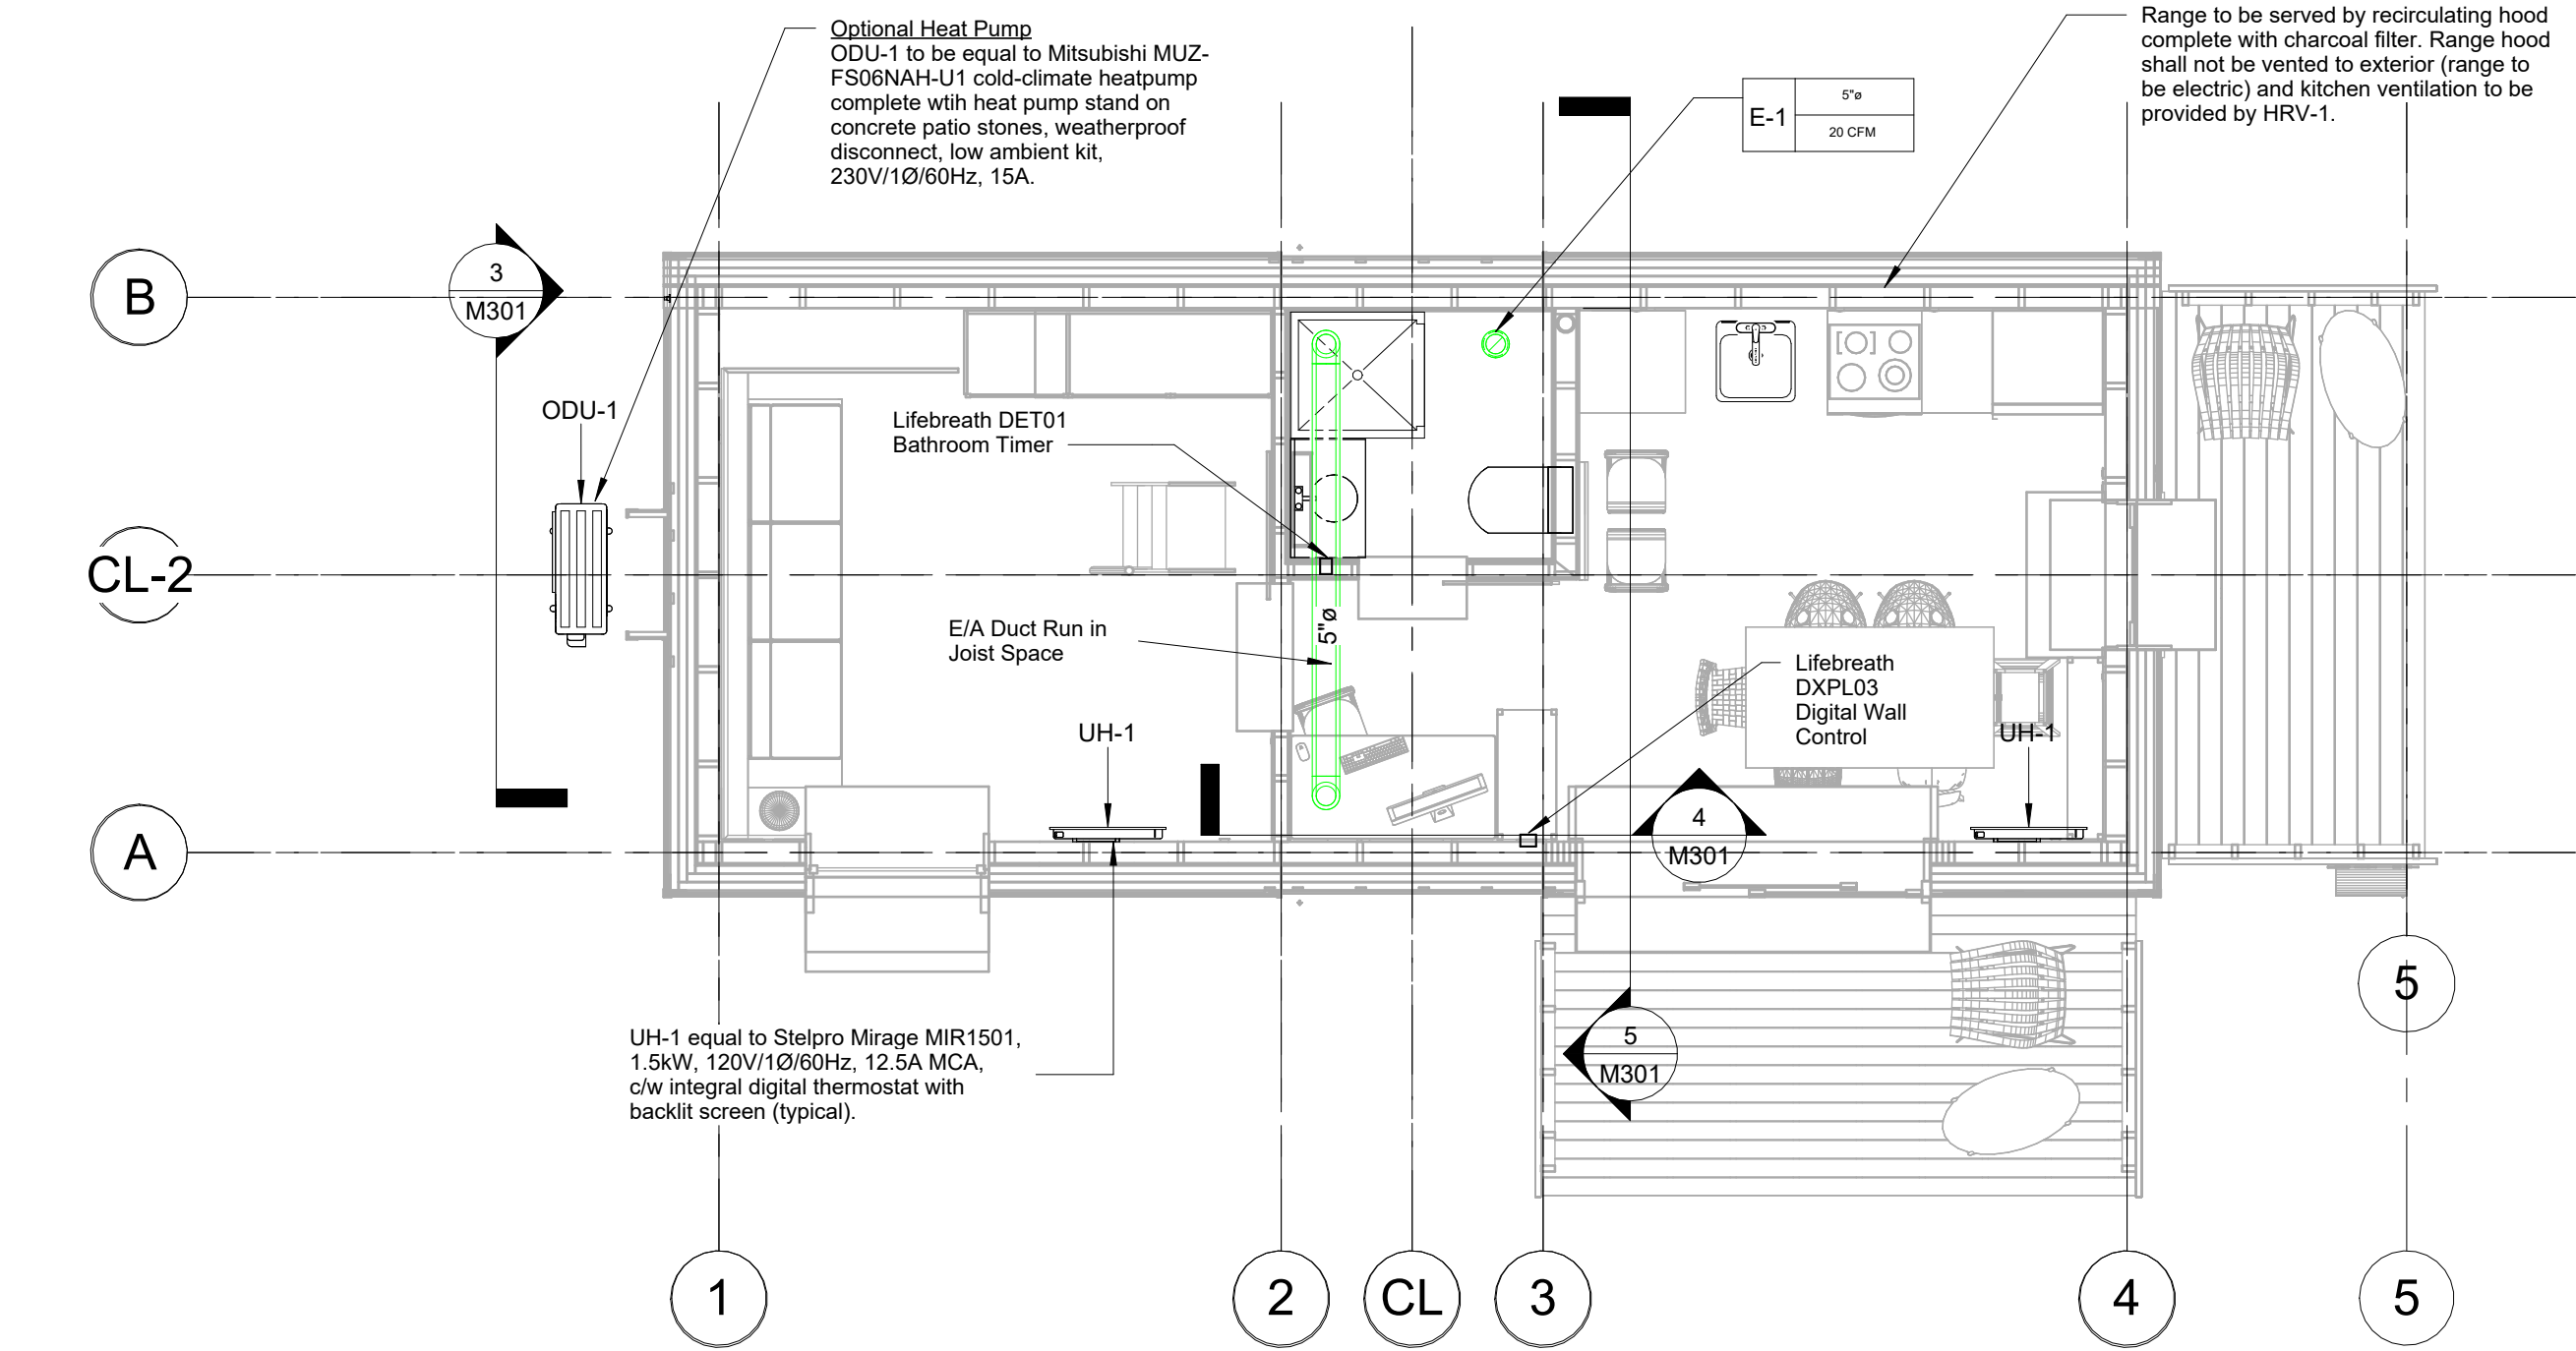 Optional Heat Pump
ODU-1 to be equal to Mitsubishi MUZ-
FS06NAH-U1 cold-climate heatpump
complete wtih heat pump stand on
concrete patio stones, weatherproof
disconnect, low ambient kit,
230V/1Ø/60Hz, 15A.
Range to be served by recirculating hood
complete with charcoal filter. Range hood
shall not be vented to exterior (range to
be electric) and kitchen ventilation to be
provided by HRV-1.
E-1
5"ø
20 CFM
B
3
M301
ODU-1
Lifebreath DET01
Bathroom Timer
CL-2
E/A Duct Run in
Joist Space
5"ø
Lifebreath
DXPL03
Digital Wall
Control
UH-1
UH-1
A
4
M301
5
UH-1 equal to Stelpro Mirage MIR1501,
1.5kW, 120V/1Ø/60Hz, 12.5A MCA,
c/w integral digital thermostat with
backlit screen (typical).
5
M301
1
2
CL
3
4
5